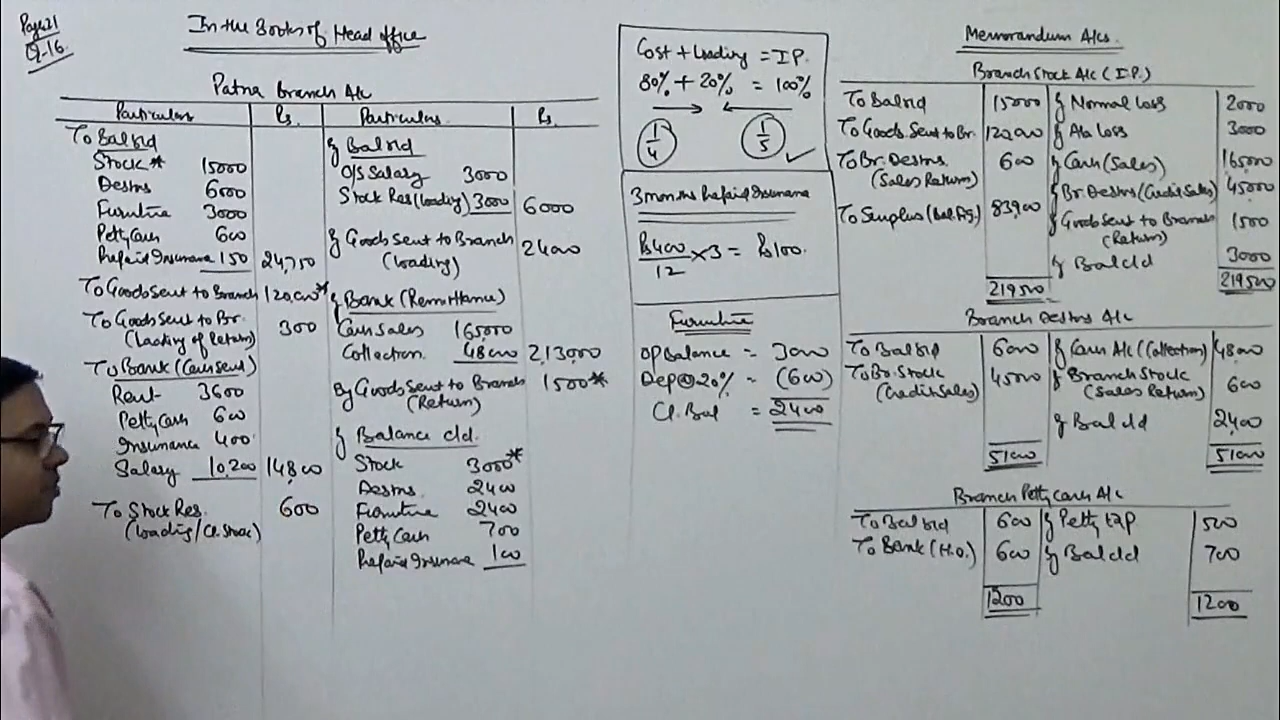 Page 21
Q-16.
In the Books of Head office
Patna Branch A/c
Particulars Rs. Particulars Rs.
To Bal b/d
Stock* 15000
Destns 6000
Furniture 3000
Petty Cash 600
Prepaid Insurance 150 24,750
To Goods Sent to Branch 120,000*
To Goods Sent to Br. 300
(Loading of Return)
To Bank (Cash Sent)
Rent 3600
Petty Cash 600
Insurance 400
Salary 10,200 14,800
To Stock Res. 600
(Loading/Cl. Stock)
By Bal b/d
O/S Salary 3000
Stock Res (Loading) 3000 6000
By Goods Sent to Branch 24000
(Loading)
By Bank (Remittance)
Cash Sales 165000
Collection 48000 2,13000
By Goods Sent to Branch 1500*
(Return)
By Balance c/d.
Stock 3000*
Destns. 2400
Furniture 2400
Petty Cash 700
Prepaid Insurance 100
Cost + Loading = I.P.
80% + 20% = 100%
1/4 1/5 ✓
3 months Prepaid Insurance
Rs400/12 × 3 = Rs100.
Furniture
OP Balance = 3000
Dep@20% = (600)
Cl. Bal = 2400
Memorandum A/cs.
Branch Stock A/c (I.P.)
To Bal b/d 15000 By Normal Loss 2000
To Goods Sent to Br. 120,000 By Ab Loss 3000
To Br. Destns. 600 By Cash (Sales) 165000
(Sales Return)
By Br. Destns (Credit Sales) 45000
To Surplus (Bal. Fig.) 83900 By Goods Sent to Branch 1500
(Return)
By Bal c/d 3000
219500 219500
Branch Destns A/c
To Bal b/d 6000 By Cash A/c (Collection) 48000
To Br. Stock 45000 By Branch Stock 600
(Credit Sales) (Sales Return)
By Bal c/d 2400
51000 51000
Branch Petty Cash A/c
To Bal b/d 600 By Petty Exp 500
To Bank (H.O.) 600 By Bal c/d 700
1200 1200